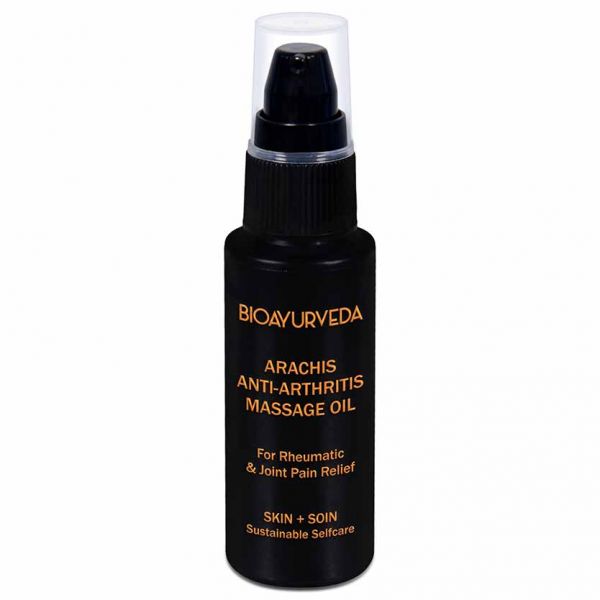 BIOAYURVEDA
ARACHIS
ANTI-ARTHRITIS
MASSAGE OIL
For Rheumatic
& Joint Pain Relief
SKIN + SOIN
Sustainable Selfcare